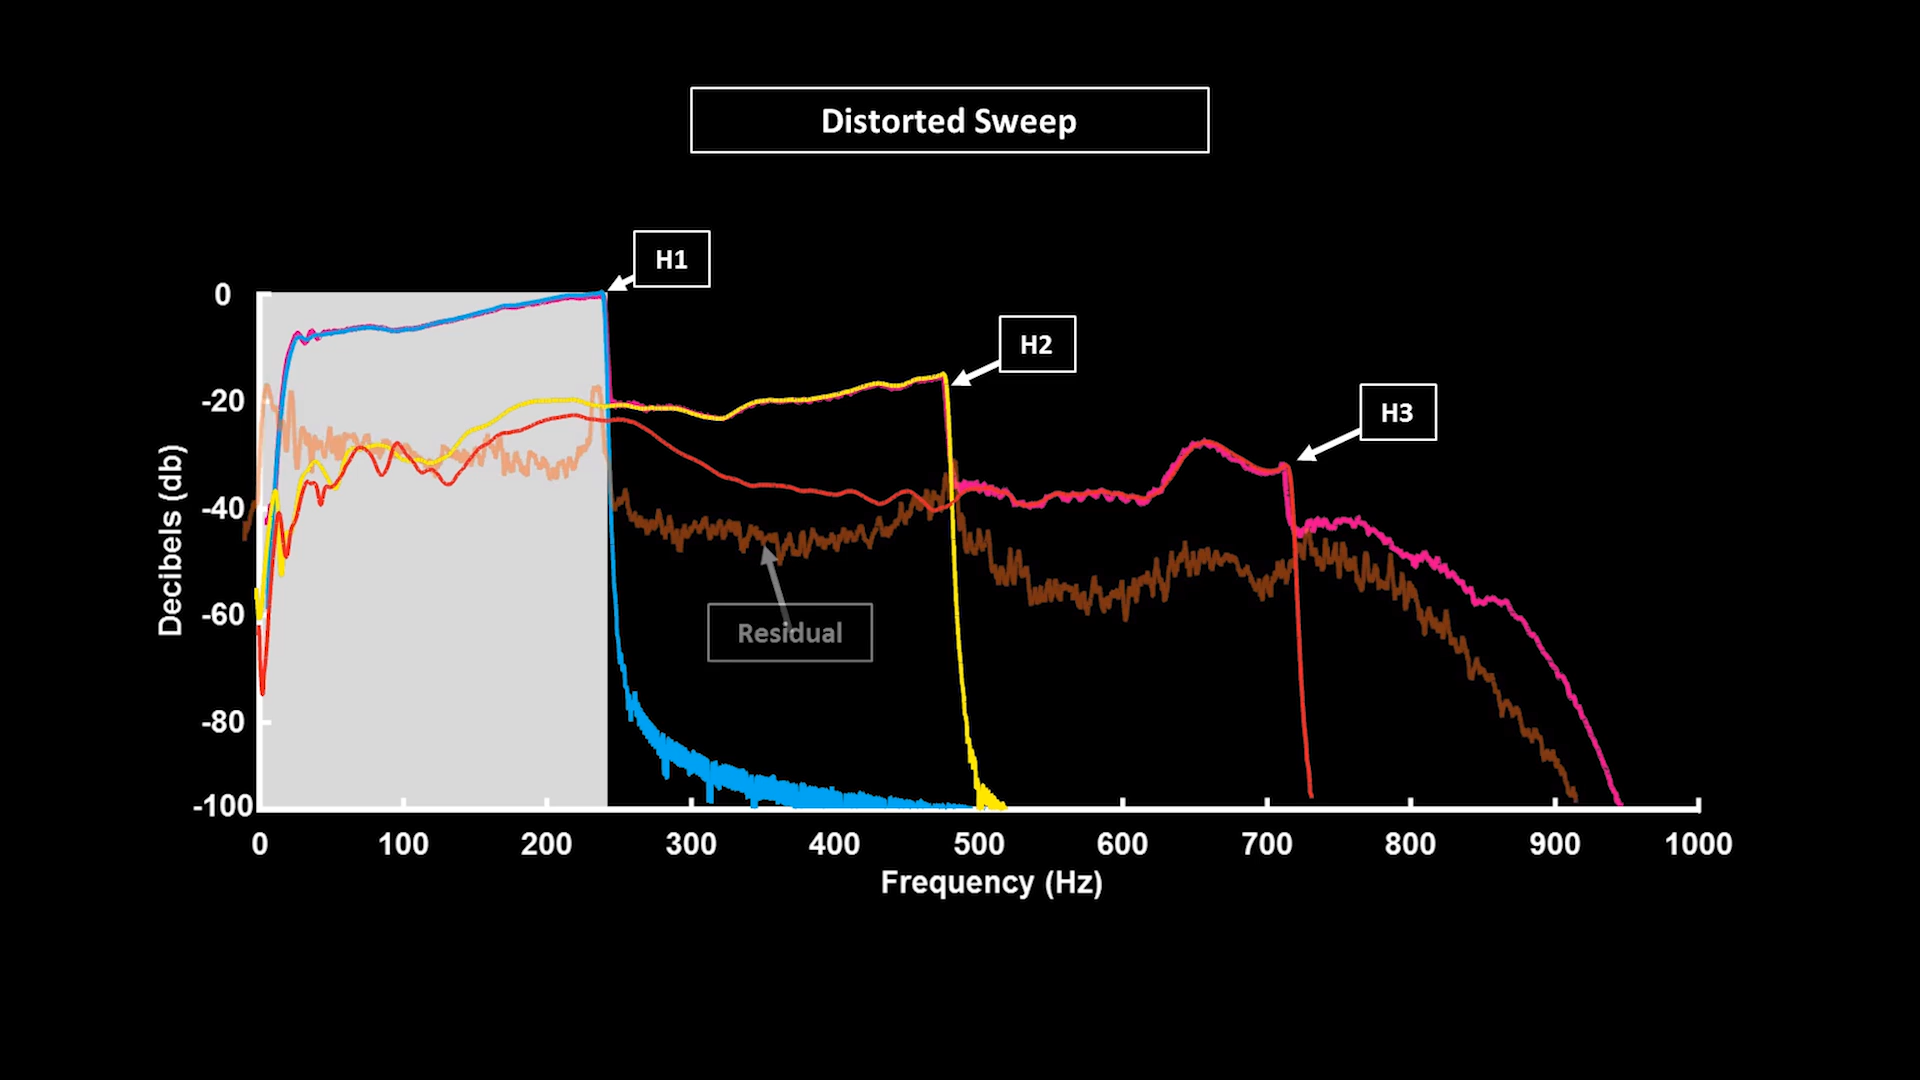 Distorted Sweep
H1
H2
H3
Residual
Decibels (db)
0
-20
-40
-60
-80
-100
0 100 200 300 400 500 600 700 800 900 1000
Frequency (Hz)